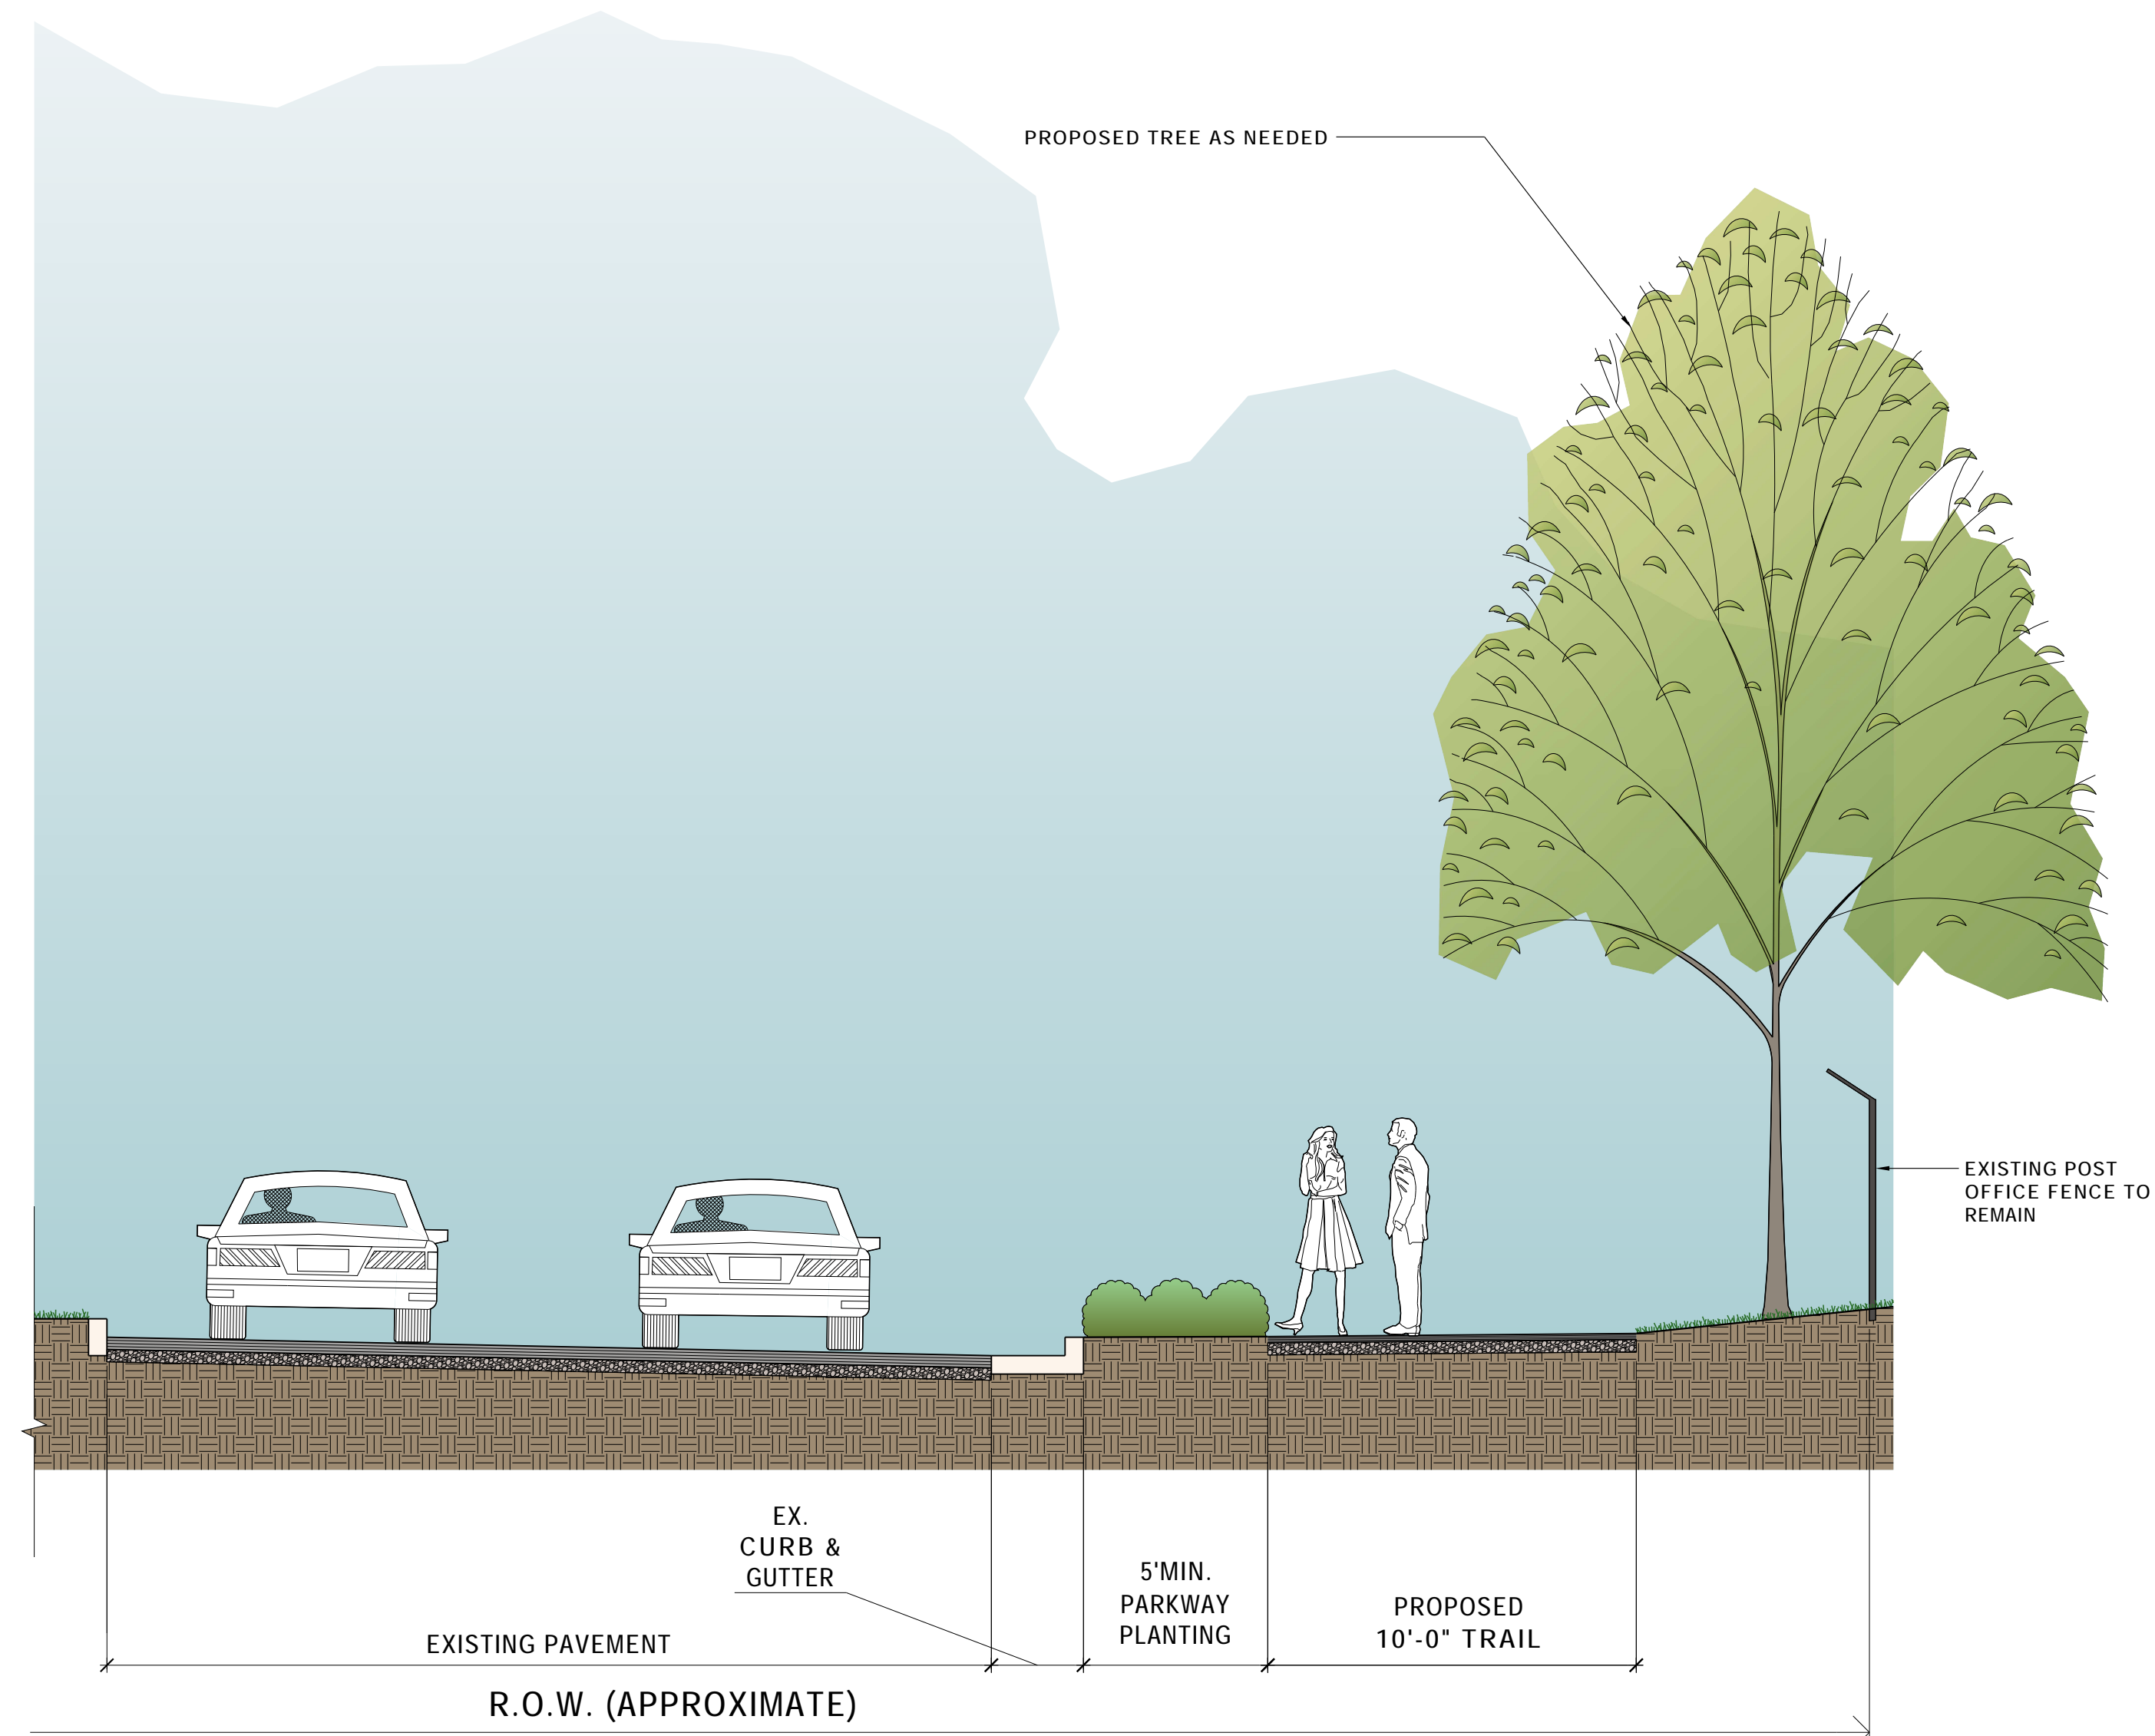 PROPOSED TREE AS NEEDED
EXISTING POST
OFFICE FENCE TO
REMAIN
EX.
CURB &
GUTTER
5'MIN.
PARKWAY
PLANTING
PROPOSED
10'-0" TRAIL
EXISTING PAVEMENT
R.O.W. (APPROXIMATE)